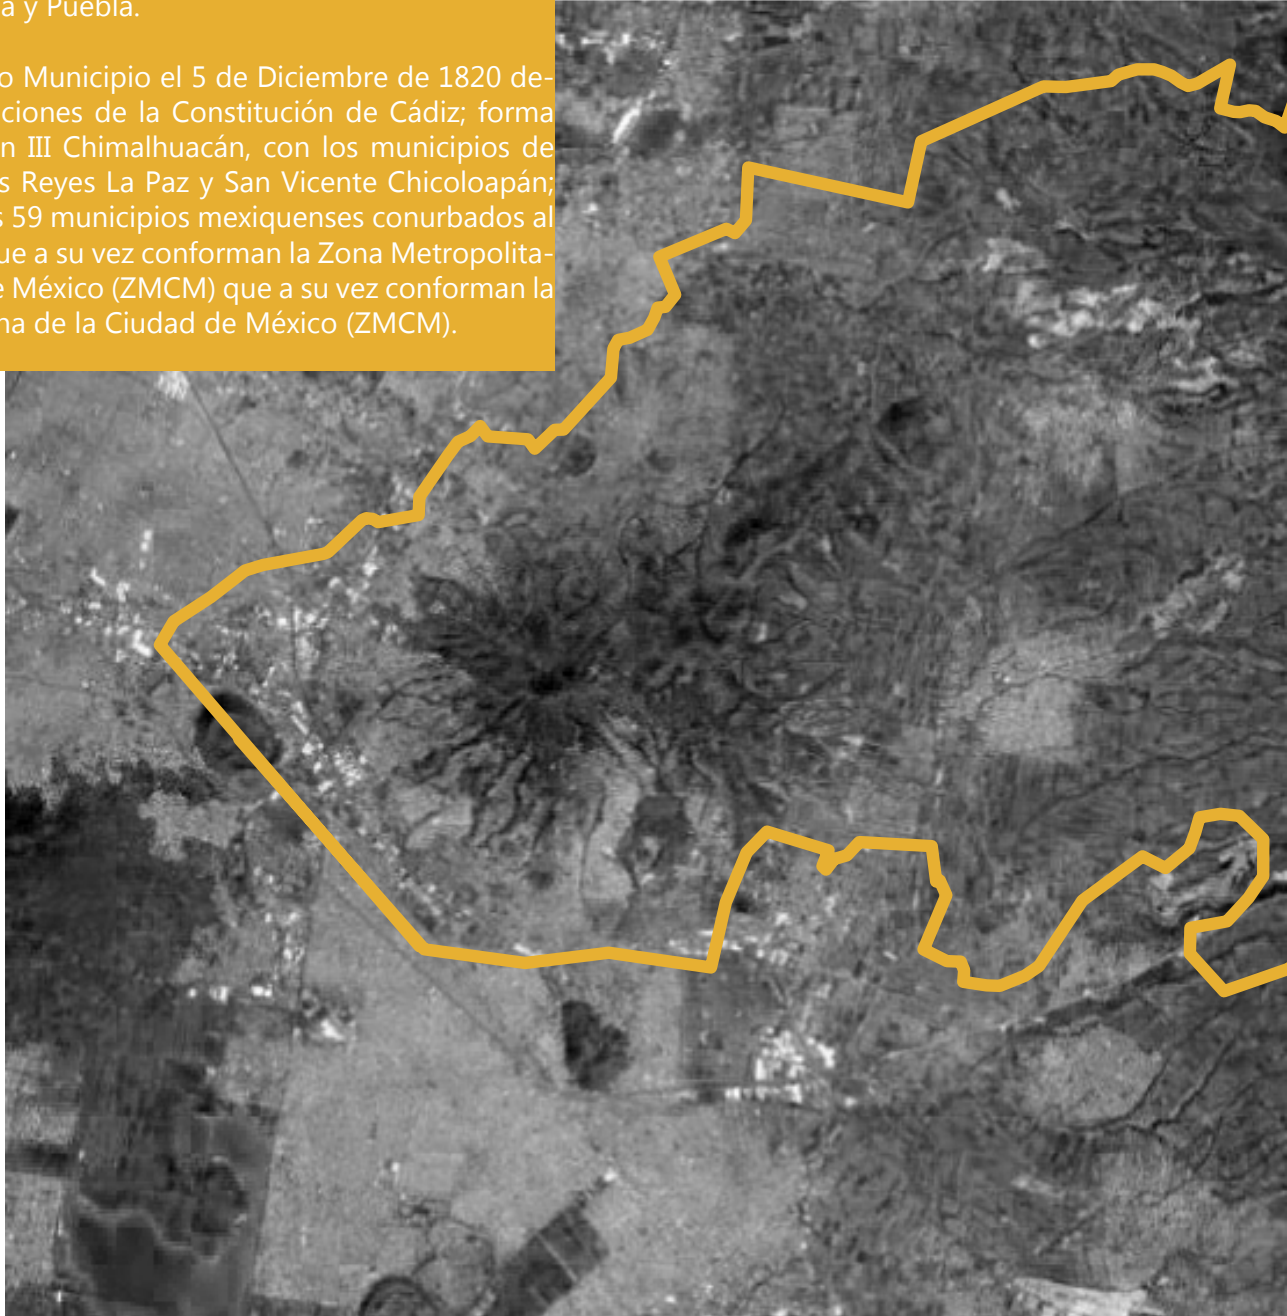 a y Puebla.
o Municipio el 5 de Diciembre de 1820 de-
ciones de la Constitución de Cádiz; forma
n III Chimalhuacán, con los municipios de
s Reyes La Paz y San Vicente Chicoloapán;
s 59 municipios mexiquenses conurbados al
ue a su vez conforman la Zona Metropolita-
e México (ZMCM) que a su vez conforman la
na de la Ciudad de México (ZMCM).